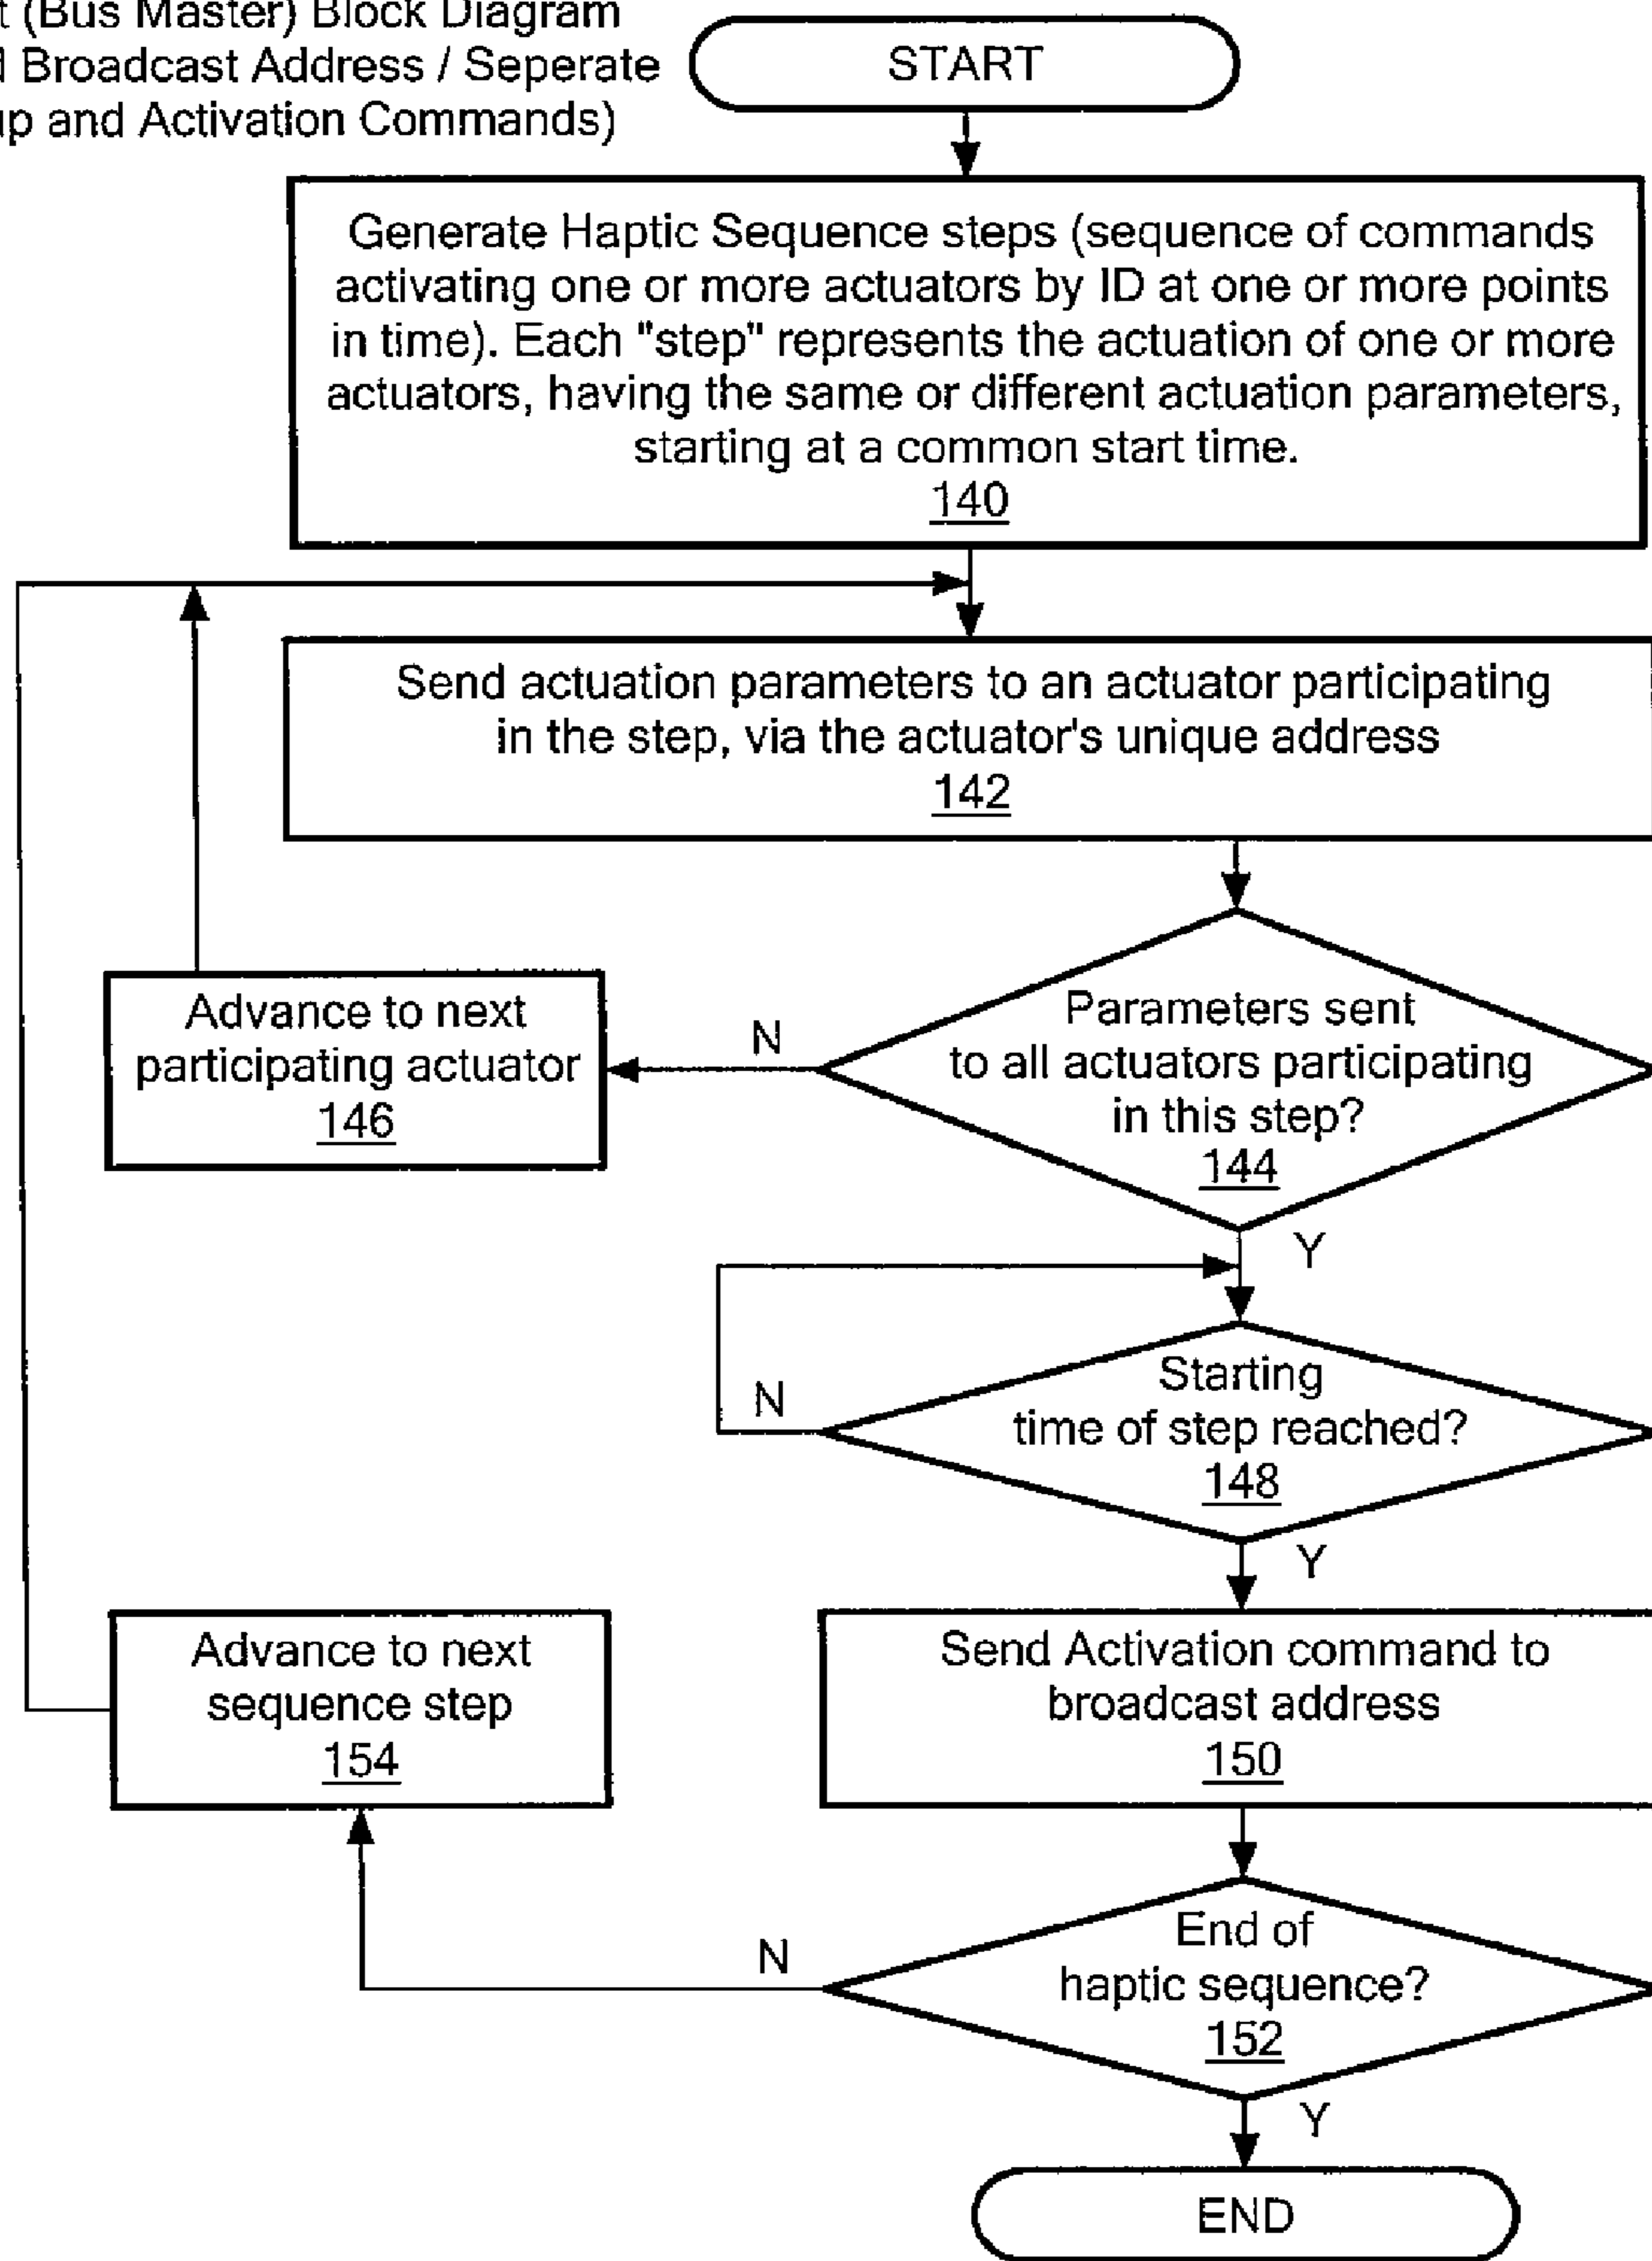 (Bus Master) Block Diagram
Broadcast Address / Seperate
and Activation Commands)
START
Generate Haptic Sequence steps (sequence of commands
activating one or more actuators by ID at one or more points
in time). Each "step" represents the actuation of one or more
actuators, having the same or different actuation parameters,
starting at a common start time.
140
Send actuation parameters to an actuator participating
in the step, via the actuator's unique address
142
Advance to next
participating actuator
146
N
Parameters sent
to all actuators participating
in this step?
144
Y
N
Starting
time of step reached?
148
Y
Advance to next
sequence step
154
Send Activation command to
broadcast address
150
N
End of
haptic sequence?
152
Y
END